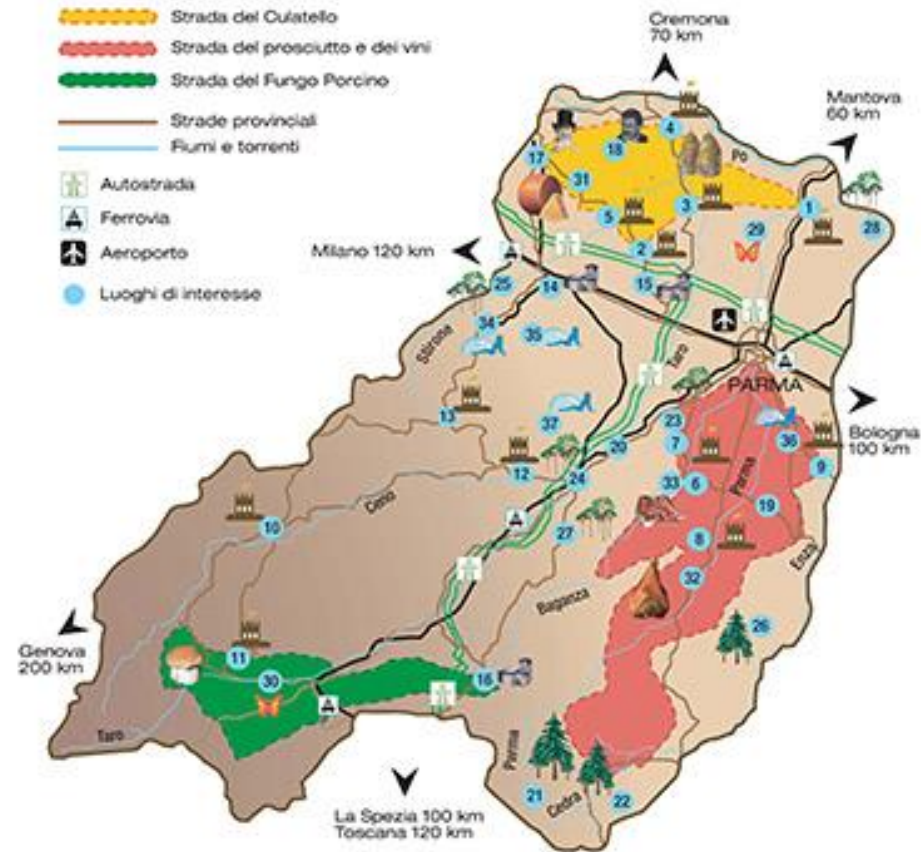 Strada del Culatello
Strada del prosciutto e dei vini
Strada del Fungo Porcino
Strade provinciali
Fiumi e torrenti
Autostrada
Ferrovia
Aeroporto
Luoghi di interesse
Cremona
70 km
Mantova
60 km
4
18
17
Po
31
1
3
5
28
29
2
Milano 120 km
25
14
15
34
35
Stirone
Taro
PARMA
13
37
23
Bologna
100 km
20
7
36
12
9
24
33
6
Parma
Ceno
19
10
27
8
Enza
32
Baganza
26
Genova
200 km
11
30
16
Taro
Parma
21
Cedra
22
La Spezia 100 km
Toscana 120 km